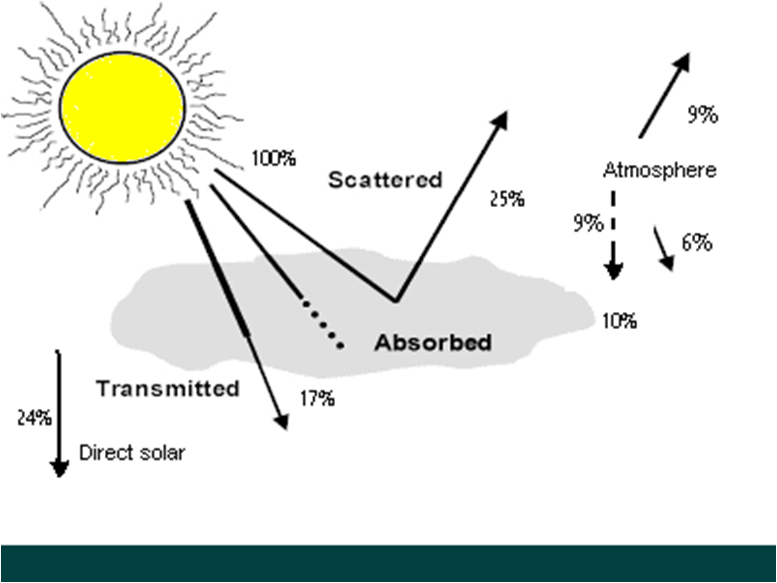 100%
Scattered
25%
9%
Atmosphere
9%
6%
10%
Absorbed
Transmitted
17%
24%
Direct solar